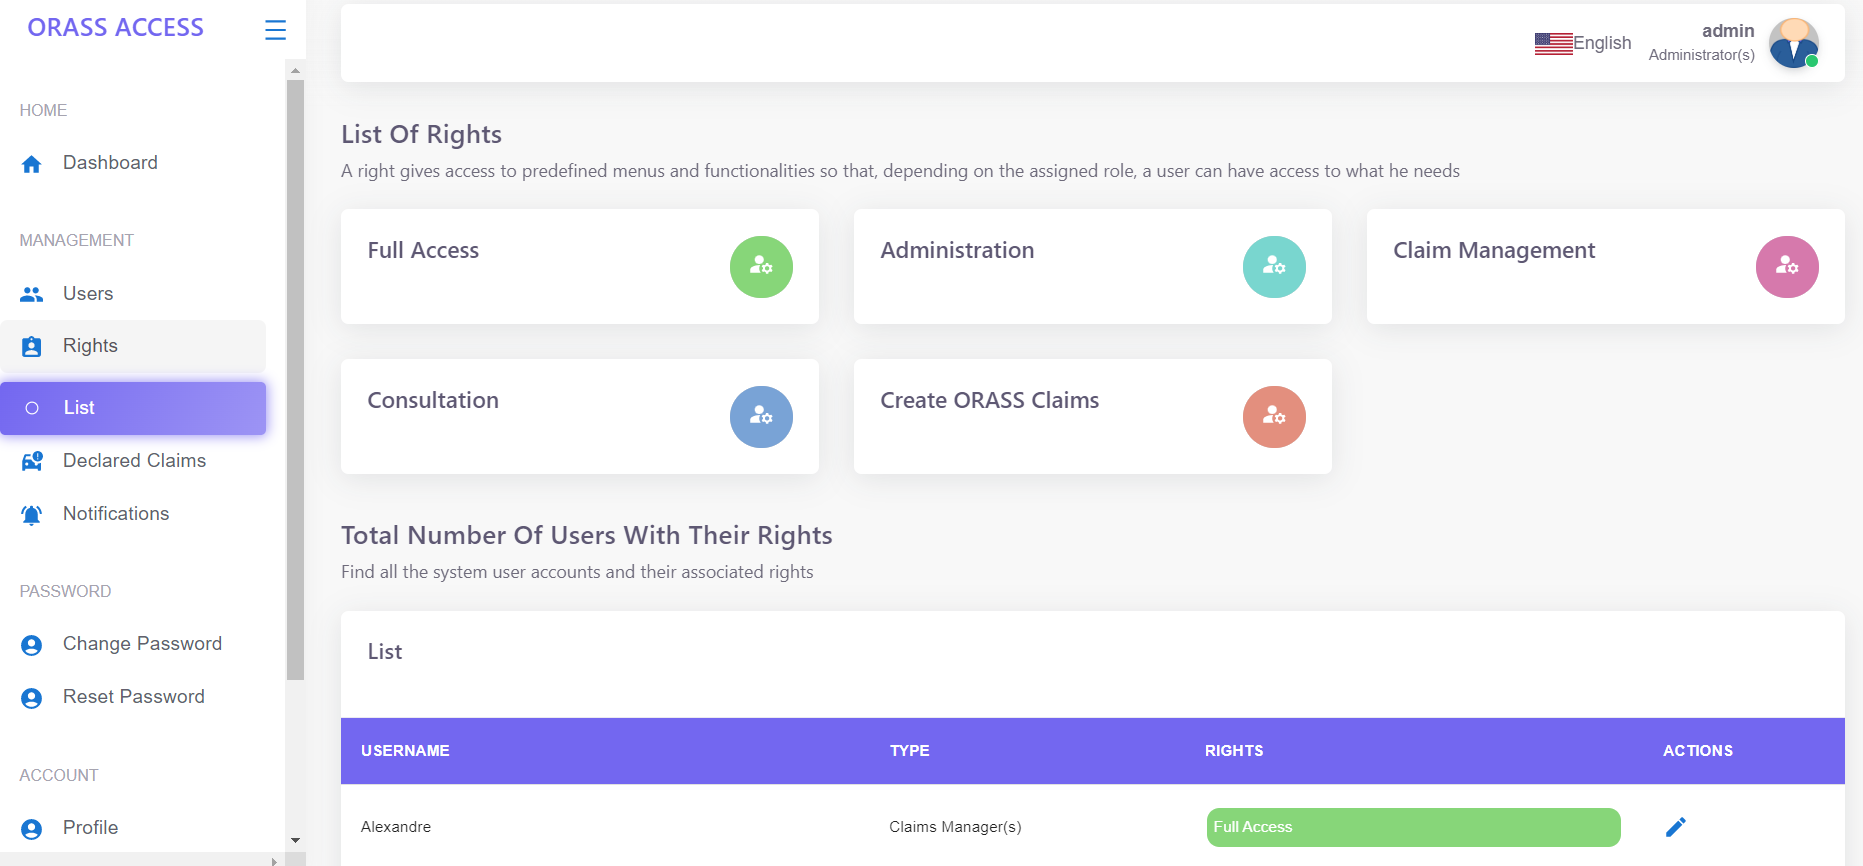 ORASS ACCESS
HOME
Dashboard
MANAGEMENT
Users
Rights
List
Declared Claims
Notifications
PASSWORD
Change Password
Reset Password
ACCOUNT
Profile
English
admin
Administrator(s)
List Of Rights
A right gives access to predefined menus and functionalities so that, depending on the assigned role, a user can have access to what he needs
Full Access
Administration
Claim Management
Consultation
Create ORASS Claims
Total Number Of Users With Their Rights
Find all the system user accounts and their associated rights
List
USERNAME TYPE RIGHTS ACTIONS
Alexandre Claims Manager(s) Full Access